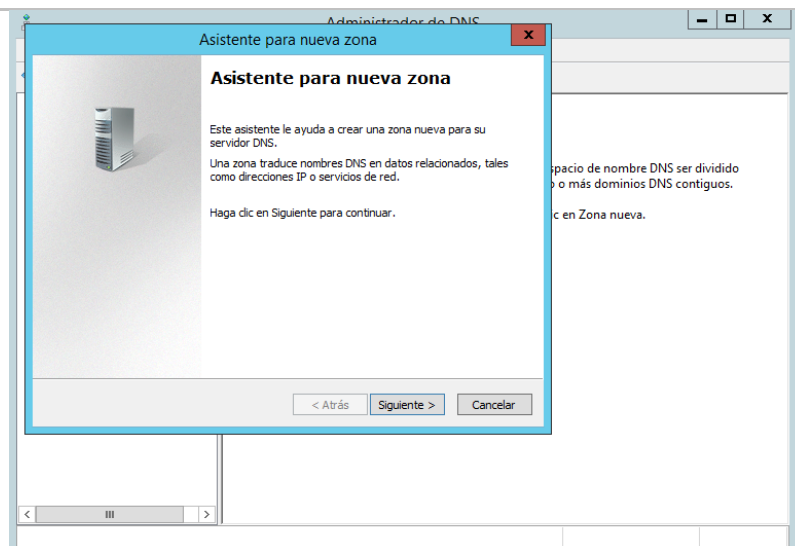 Administrador de DNS
Asistente para nueva zona
Asistente para nueva zona
Este asistente le ayuda a crear una zona nueva para su
servidor DNS.
Una zona traduce nombres DNS en datos relacionados, tales
como direcciones IP o servicios de red.
Haga clic en Siguiente para continuar.
< Atrás
Siguiente >
Cancelar
de nombre DNS ser dividido
o más dominios DNS contiguos.
en Zona nueva.